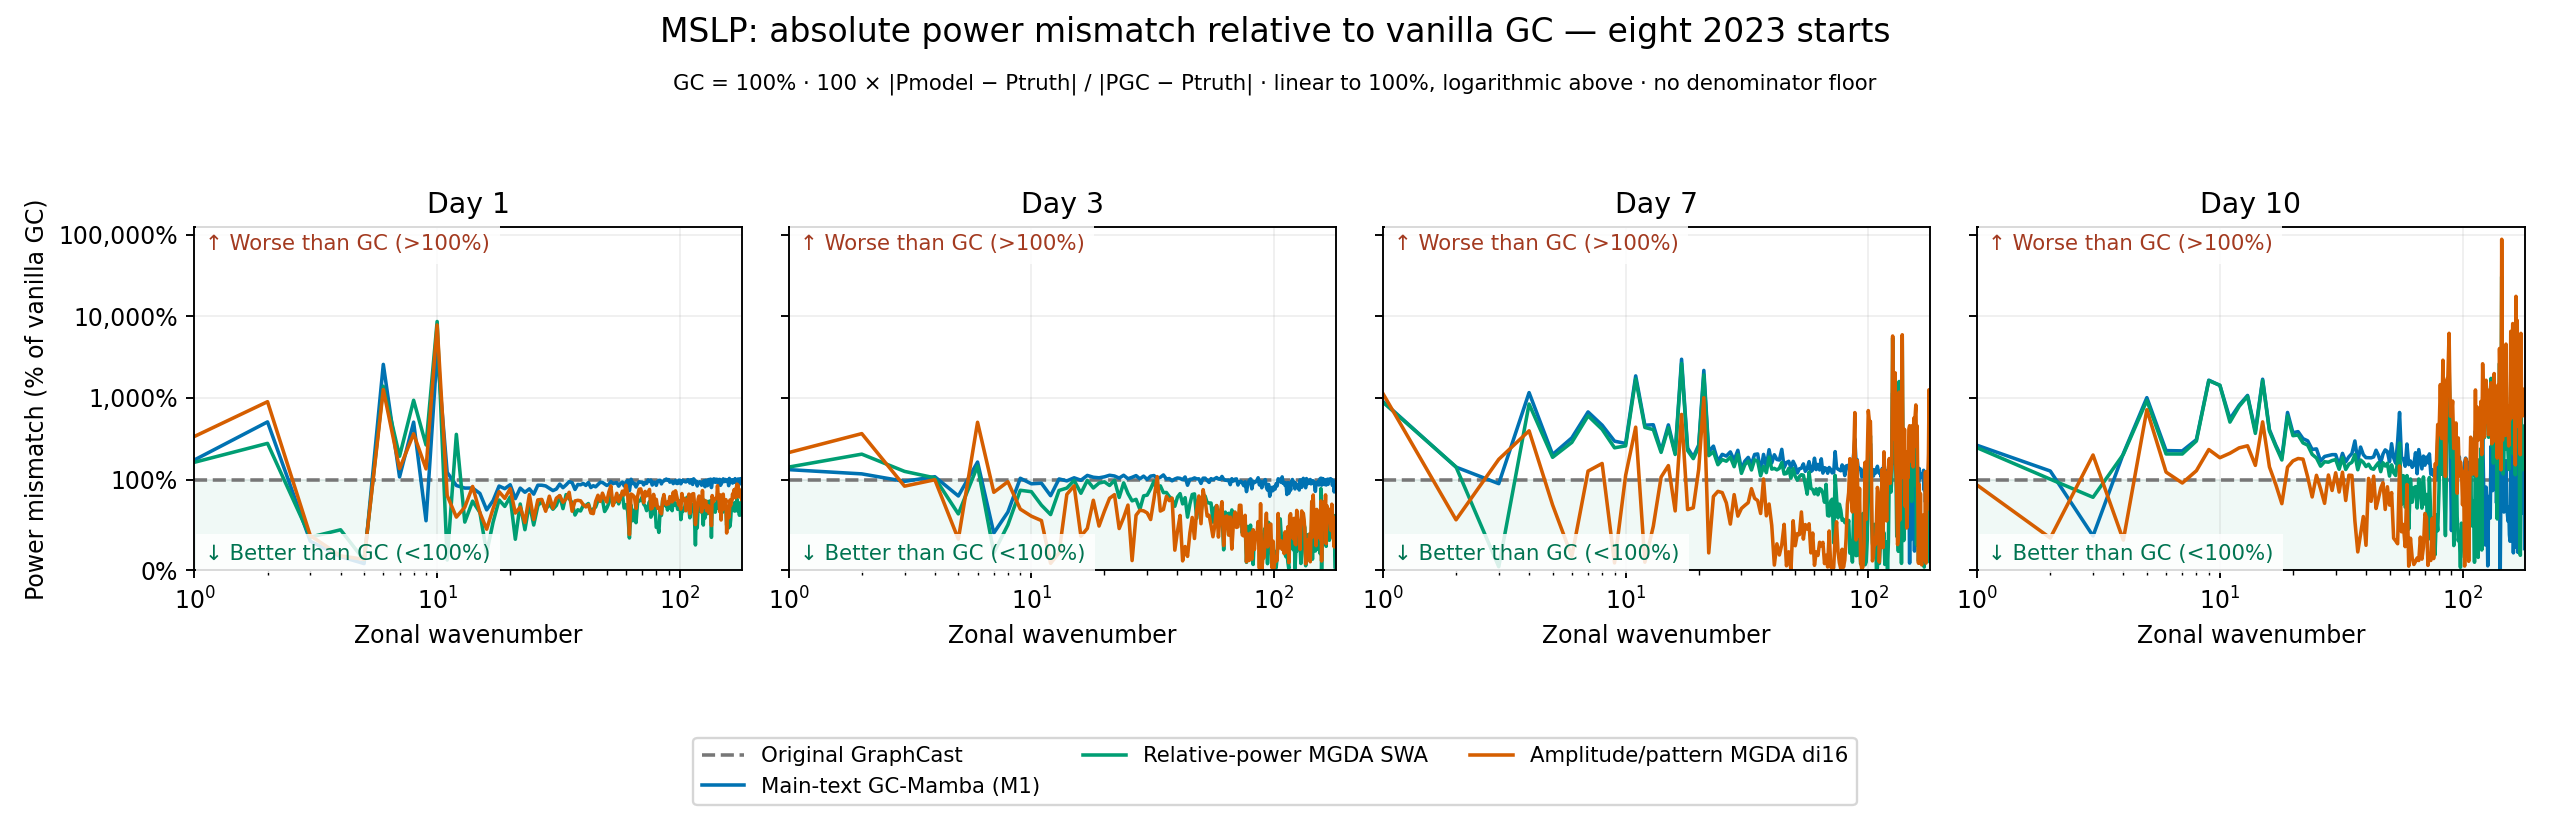 MSLP: absolute power mismatch relative to vanilla GC — eight 2023 starts
GC = 100% · 100 × |Pmodel − Ptruth| / |PGC − Ptruth| · linear to 100%, logarithmic above · no denominator floor
Day 1
Day 3
Day 7
Day 10
Power mismatch (% of vanilla GC)
100,000%
10,000%
1,000%
100%
0%
↑ Worse than GC (>100%)
↓ Better than GC (<100%)
10⁰ 10¹ 10²
Zonal wavenumber
↑ Worse than GC (>100%)
↓ Better than GC (<100%)
10⁰ 10¹ 10²
Zonal wavenumber
↑ Worse than GC (>100%)
↓ Better than GC (<100%)
10⁰ 10¹ 10²
Zonal wavenumber
↑ Worse than GC (>100%)
↓ Better than GC (<100%)
10⁰ 10¹ 10²
Zonal wavenumber
Original GraphCast
Main-text GC-Mamba (M1)
Relative-power MGDA SWA
Amplitude/pattern MGDA di16